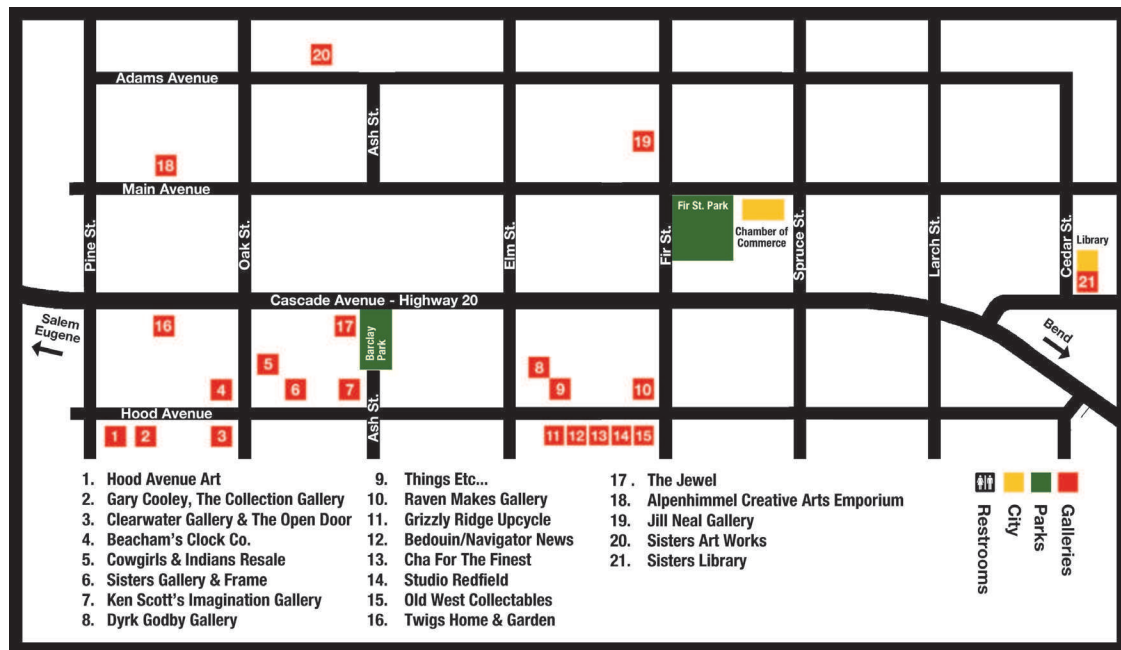 20
Adams Avenue
Ash St.
19
18
Main Avenue
Pine St.
Oak St.
Elm St.
Fir St.
Fir St. Park
Chamber of
Commerce
Spruce St.
Larch St.
Cedar St.
Library
21
Cascade Avenue - Highway 20
Salem
Eugene
16
17
Barclay
Park
Bend
5
8
4
6
7
9
10
Hood Avenue
Ash St.
1
2
3
11
12
13
14
15
1. Hood Avenue Art
2. Gary Cooley, The Collection Gallery
3. Clearwater Gallery & The Open Door
4. Beacham's Clock Co.
5. Cowgirls & Indians Resale
6. Sisters Gallery & Frame
7. Ken Scott's Imagination Gallery
8. Dyrk Godby Gallery
9. Things Etc...
10. Raven Makes Gallery
11. Grizzly Ridge Upcycle
12. Bedouin/Navigator News
13. Cha For The Finest
14. Studio Redfield
15. Old West Collectables
16. Twigs Home & Garden
17 . The Jewel
18. Alpenhimmel Creative Arts Emporium
19. Jill Neal Gallery
20. Sisters Art Works
21. Sisters Library
Restrooms
City
Parks
Galleries